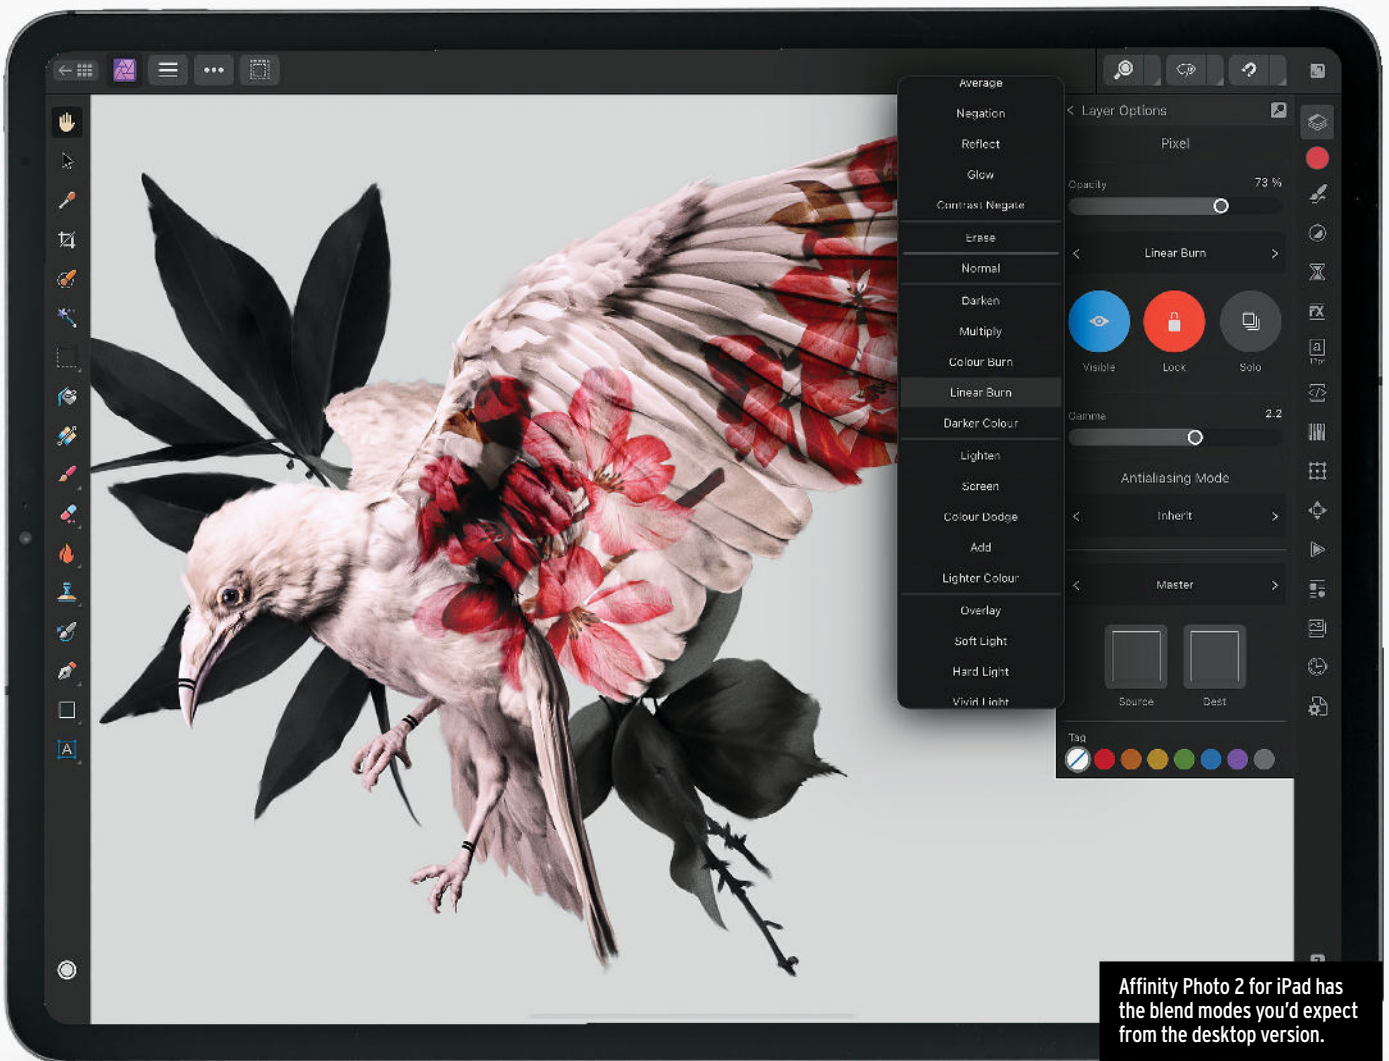 Average
Negation
Reflect
Glow
Contrast Negate
Erase
Normal
Darken
Multiply
Colour Burn
Linear Burn
Darker Colour
Lighten
Screen
Colour Dodge
Add
Lighter Colour
Overlay
Soft Light
Hard Light
Vivid Light
Layer Options
Pixel
Opacity
73 %
Linear Burn
Visible
Lock
Solo
Gamma
2.2
Antialiasing Mode
Inherit
Master
Source
Dest
Tag
FX
a
A
?
Affinity Photo 2 for iPad has
the blend modes you'd expect
from the desktop version.